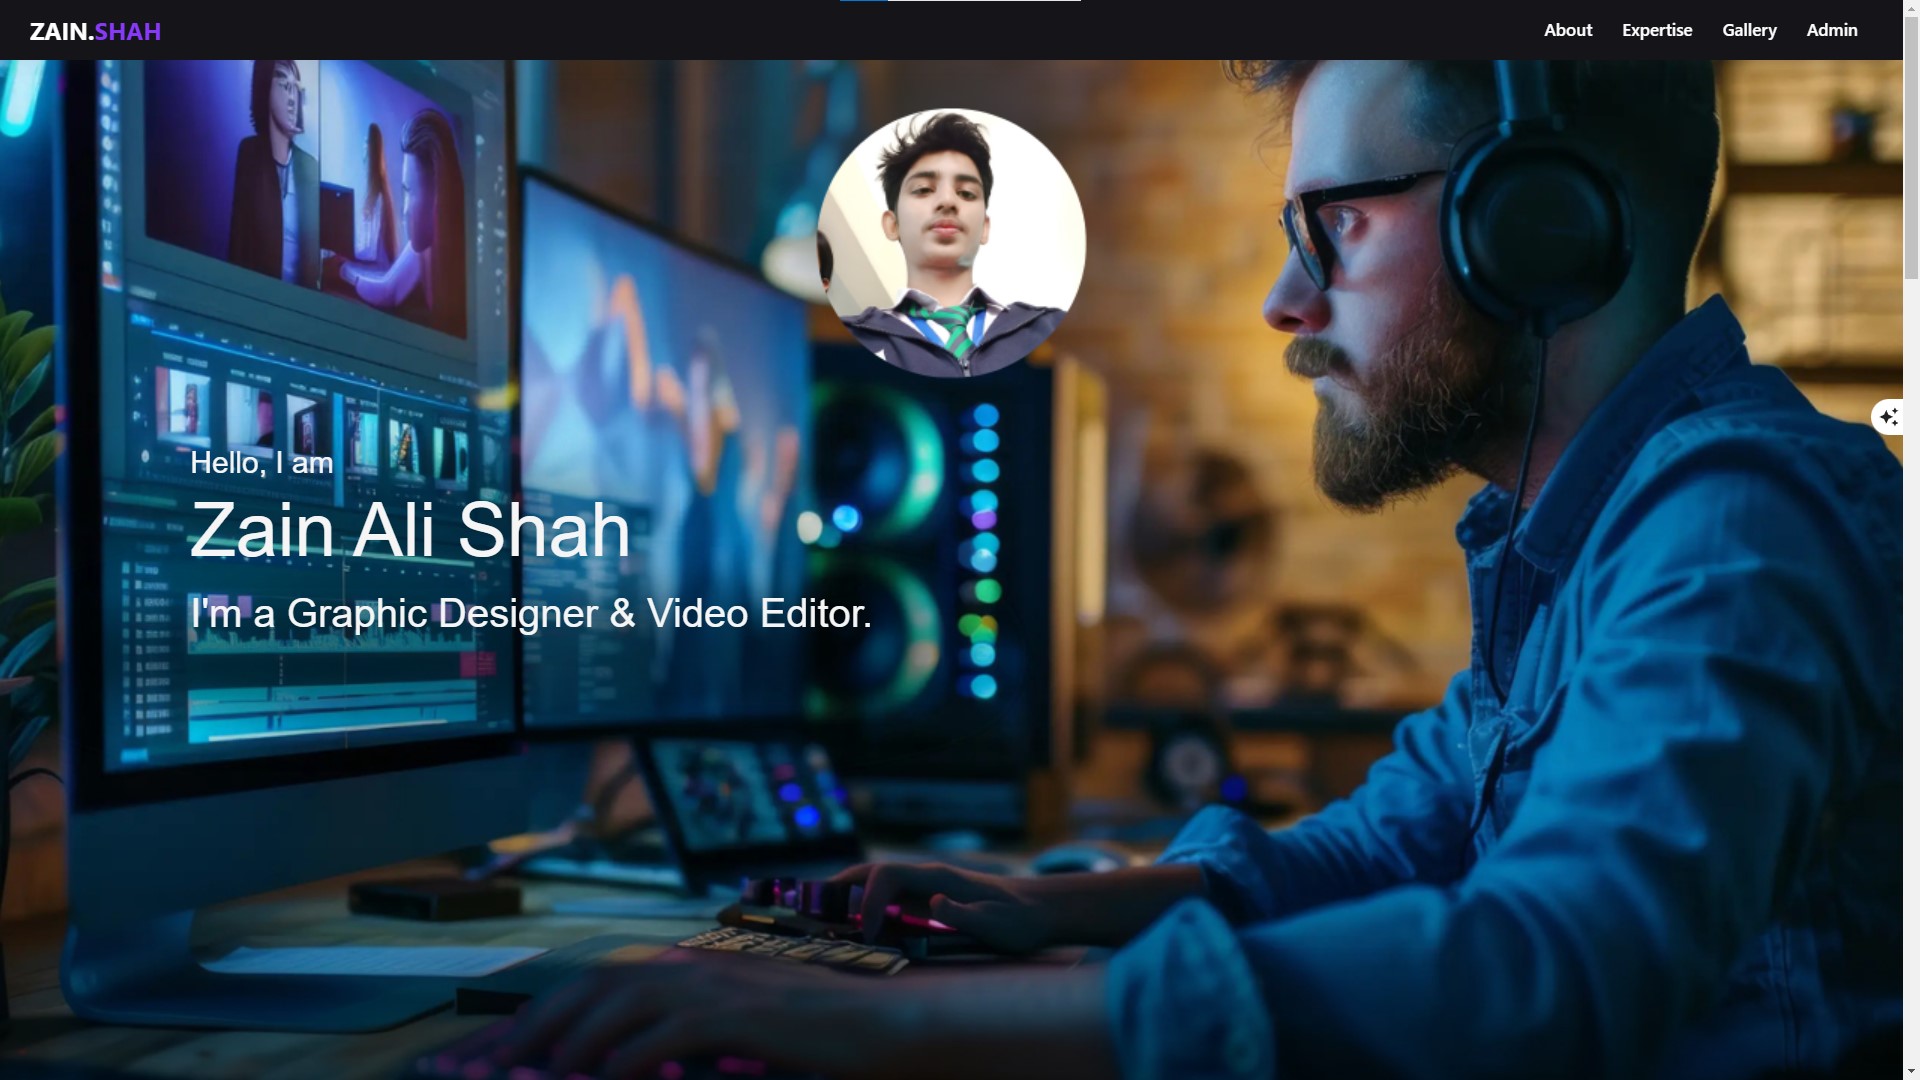 ZAIN.SHAH
About
Expertise
Gallery
Admin
Hello, I am
Zain Ali Shah
I'm a Graphic Designer & Video Editor.